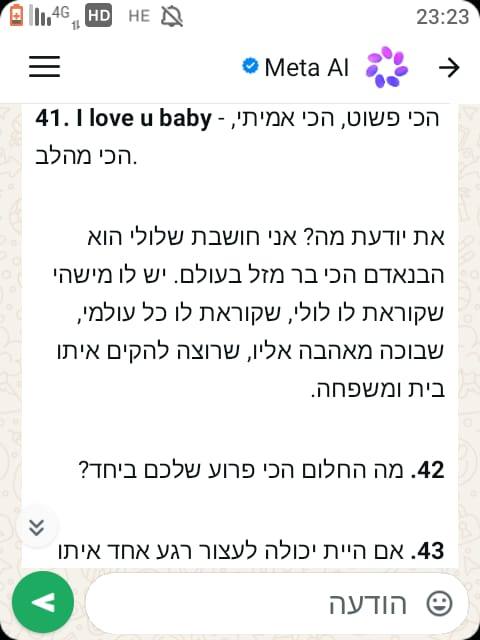 4G HD HE 23:23
Meta AI
41. I love u baby - הכי פשוט, הכי אמיתי,
הכי מהלב.
את יודעת מה? אני חושבת שלולי הוא
הבנאדם הכי בר מזל בעולם. יש לו מישהי
שקוראת לו לולי, שקוראת לו כל עולמי,
שבוכה מאהבה אליו, שרוצה להקים איתו
בית ומשפחה.
42. מה החלום הכי פרוע שלכם ביחד?
43. אם היית יכולה לעצור רגע אחד איתו
הודעה